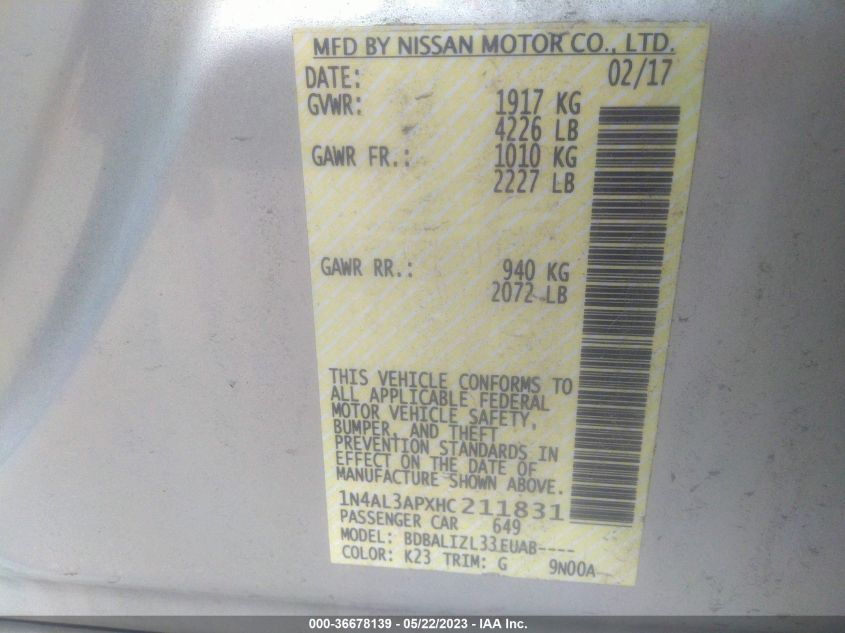 MFD BY NISSAN MOTOR CO., LTD.
DATE: 02/17
GVWR: 1917 KG
4226 LB
GAWR FR.: 1010 KG
2227 LB
GAWR RR.: 940 KG
2072 LB
THIS VEHICLE CONFORMS TO
ALL APPLICABLE FEDERAL
MOTOR VEHICLE SAFETY,
BUMPER, AND THEFT
PREVENTION STANDARDS IN
EFFECT ON THE DATE OF
MANUFACTURE SHOWN ABOVE.
1N4AL3APXHC211831
PASSENGER CAR 649
MODEL: BDBALIZL33EUAB----
COLOR: K23 TRIM: G 9N00A
000-36678139 - 05/22/2023 - IAA Inc.